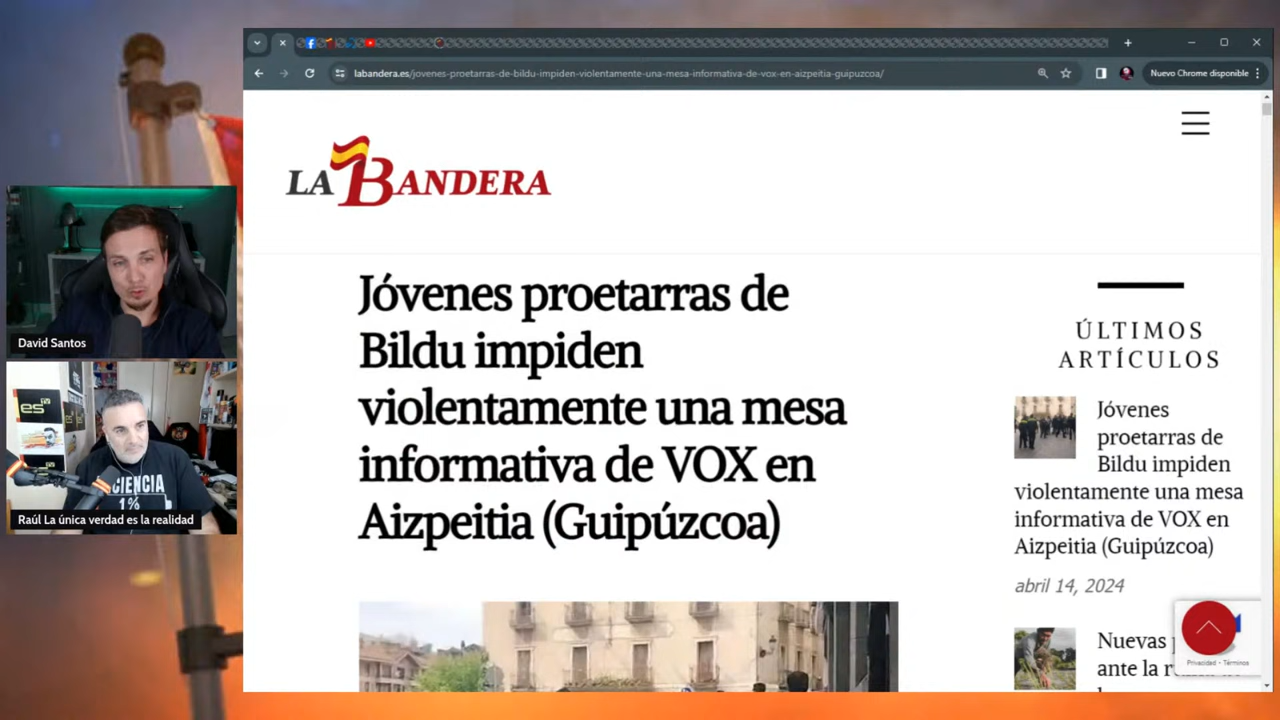 labandera.es/jovenes-proetarras-de-bildu-impiden-violentamente-una-mesa-informativa-de-vox-en-aizpeitia-guipuzcoa/
Nuevo Chrome disponible
LA BANDERA
Jóvenes proetarras de
Bildu impiden
violentamente una mesa
informativa de VOX en
Aizpeitia (Guipúzcoa)
ÚLTIMOS
ARTÍCULOS
Jóvenes
proetarras de
Bildu impiden
violentamente una mesa
informativa de VOX en
Aizpeitia (Guipúzcoa)
abril 14, 2024
Nuevas
ante la
Privacidad - Términos
David Santos
es
CIENCIA
1%
Raúl La única verdad es la realidad